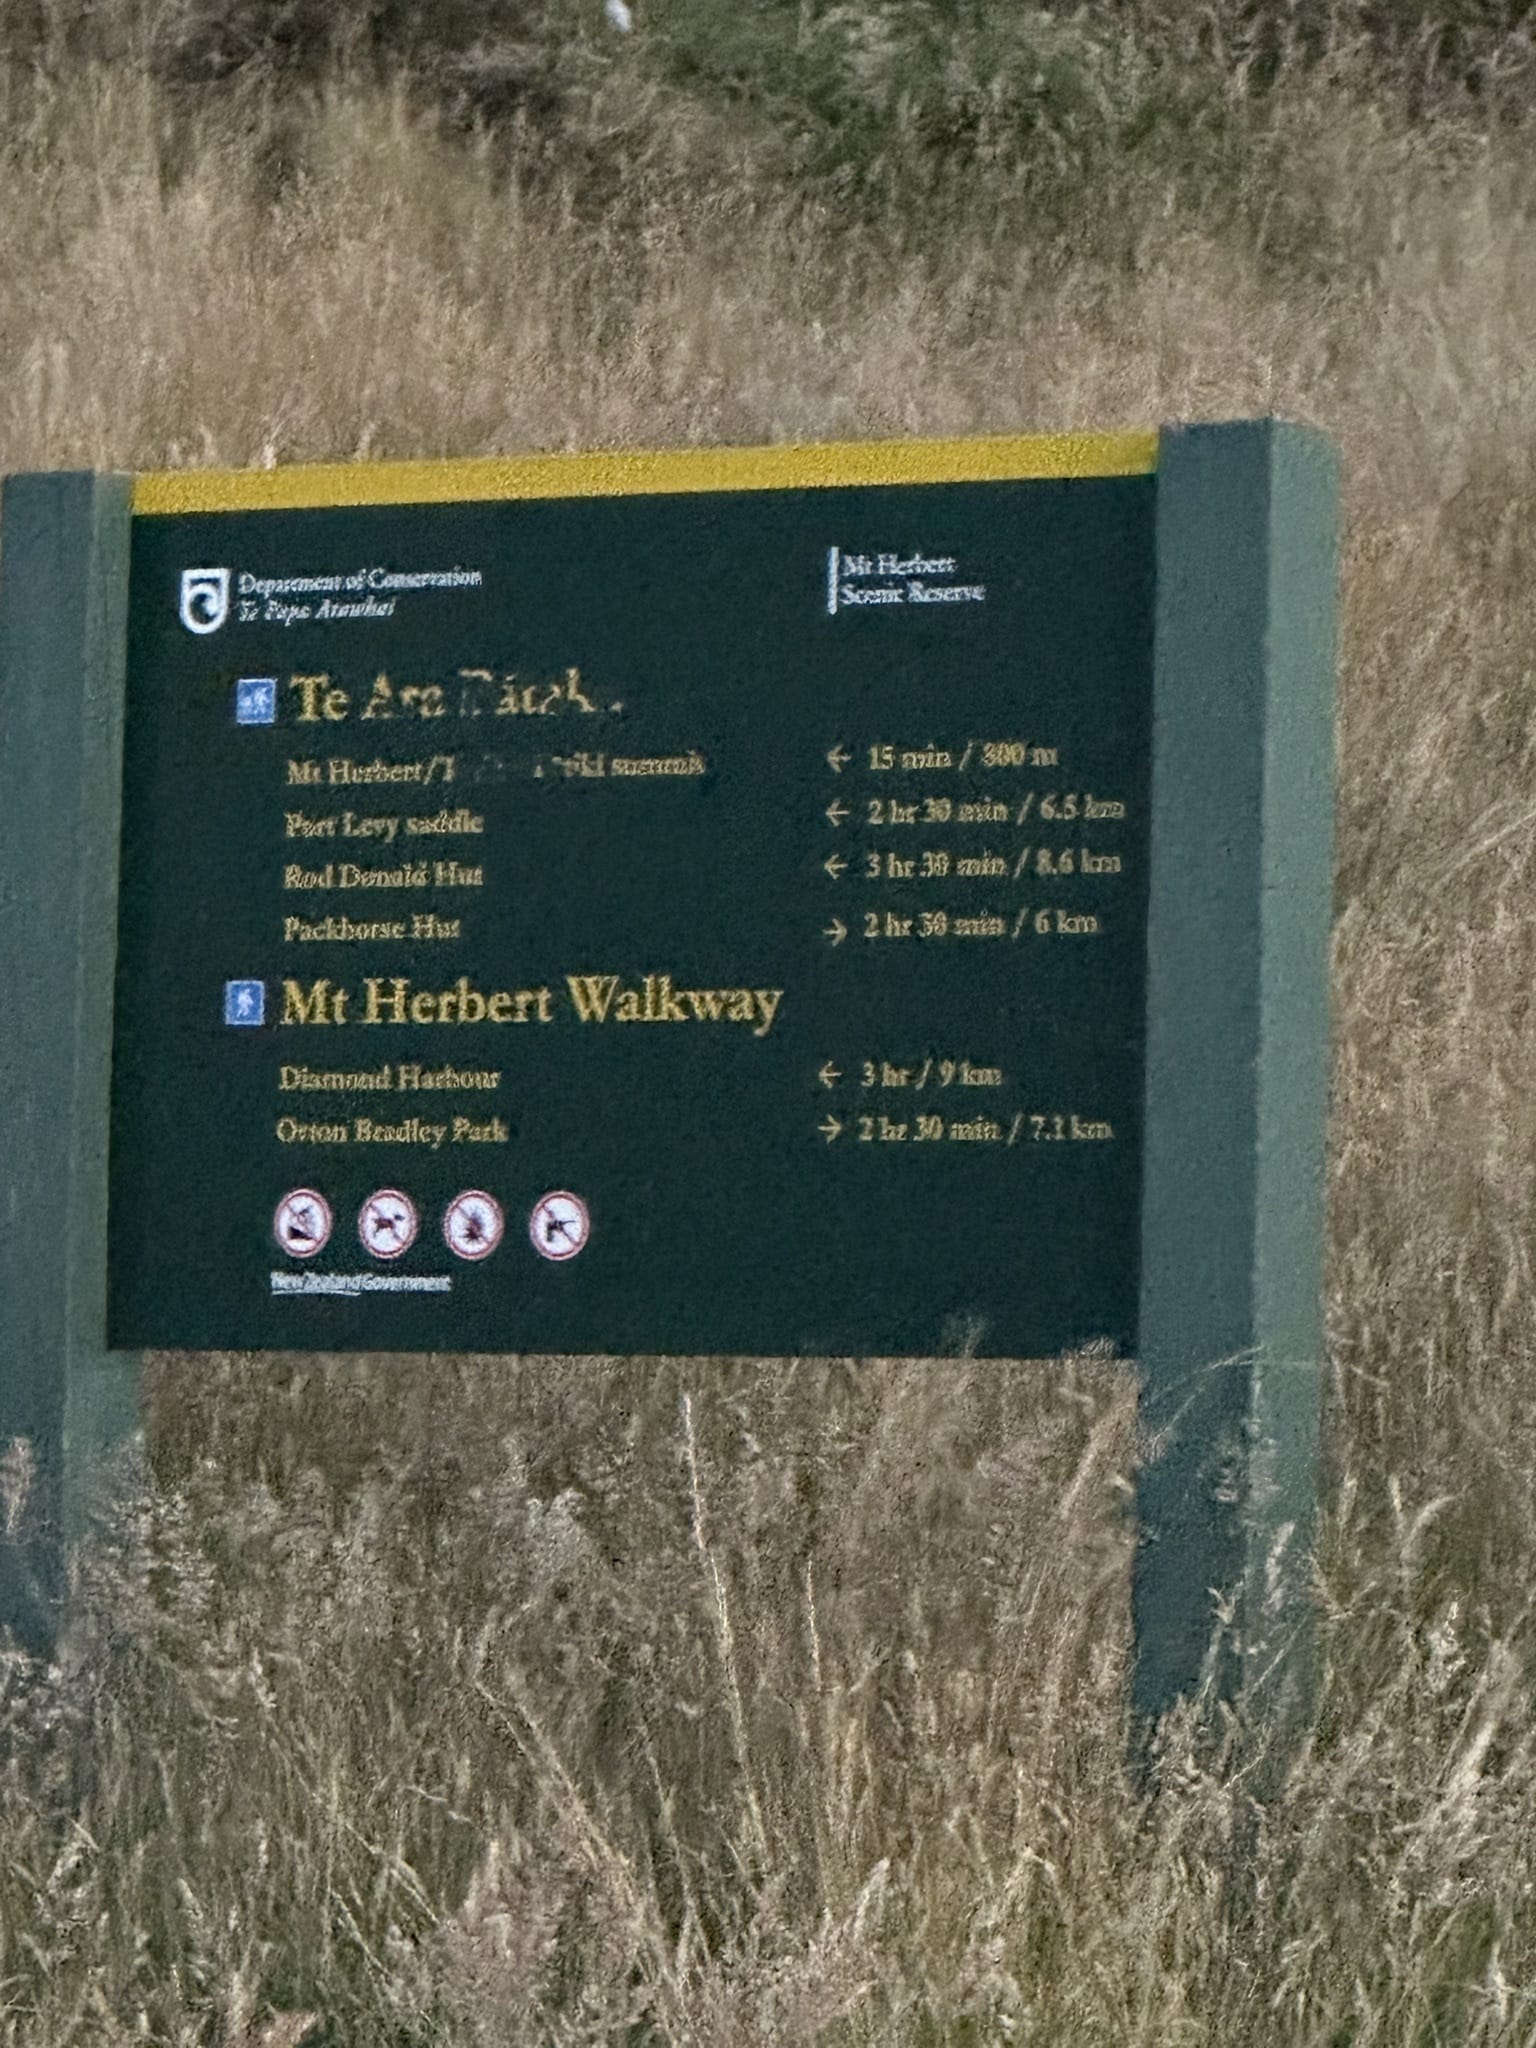 Department of Conservation
Te Papa Atawhai
Mt Herbert
Scenic Reserve
Te Ara
Mt Herbert/ summit
← 15 min / 800 m
Port Levy saddle
← 2 hr 30 min / 6.5 km
Rod Donald Hut
← 3 hr 30 min / 8.6 km
Packhorse Hut
→ 2 hr 30 min / 6 km
Mt Herbert Walkway
Diamond Harbour
← 3 hr / 9 km
Orton Bradley Park
→ 2 hr 30 min / 7.1 km
New Zealand Government